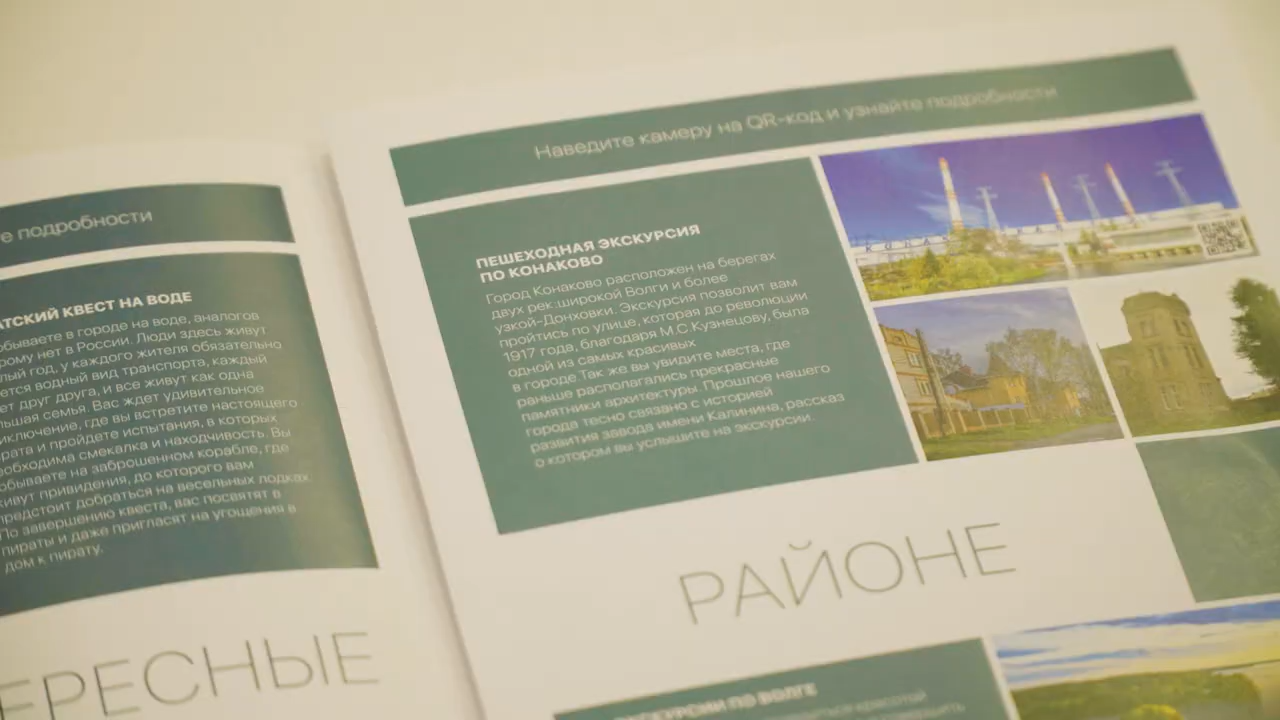 е подробности
АТСКИЙ КВЕСТ НА ВОДЕ
обываете в городе на воде, аналогов
рому нет в России. Люди здесь живут
лый год, у каждого жителя обязательно
ется водный вид транспорта, каждый
ет друг друга, и все живут как одна
льшая семья. Вас ждет удивительное
иключение, где вы встретите настоящего
рата и пройдете испытания, в которых
обходима смекалка и находчивость. Вы
обываете на заброшенном корабле, где
живут привидения, до которого вам
предстоит добраться на весельных лодках
По завершению квеста, вас посвятят в
пираты и даже пригласят на угощения в
дом к пирату.
ЕРЕСНЫЕ
Наведите камеру на QR-код и узнайте подробности
ПЕШЕХОДНАЯ ЭКСКУРСИЯ
ПО КОНАКОВО
Город Конаково расположен на берегах
двух рек:широкой Волги и более
узкой-Донховки. Экскурсия позволит вам
пройтись по улице, которая до революции
1917 года, благодаря М.С.Кузнецову, была
одной из самых красивых
в городе.Так же вы увидите места, где
раньше располагались прекрасные
памятники архитектуры. Прошлое нашего
города тесно связано с историей
развития завода имени Калинина, рассказ
о котором вы услышите на экскурсии.
РАЙОНЕ
ЭКСКУРСИИ ПО ВОЛГЕ
красотой